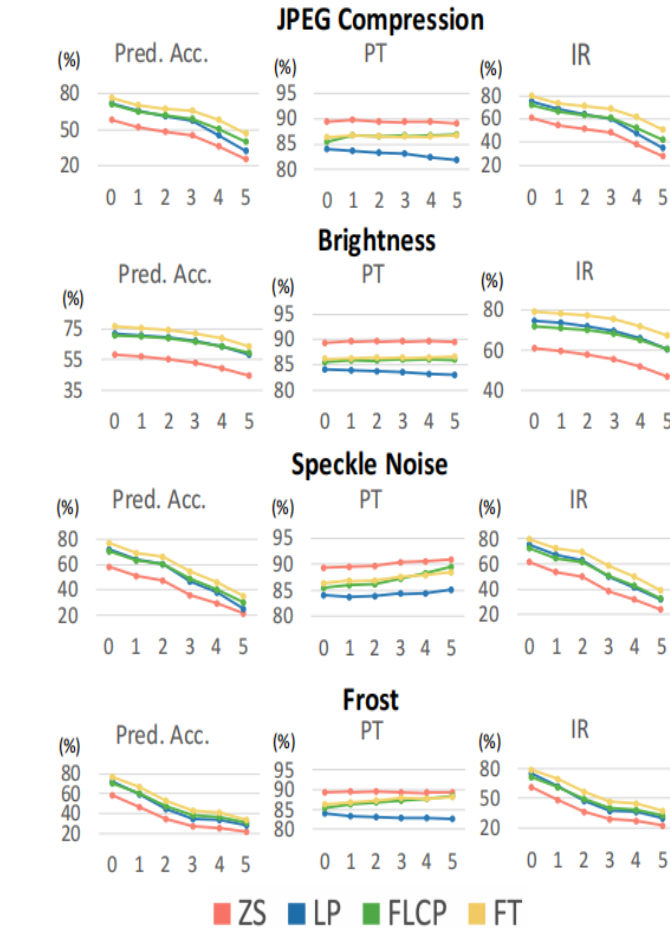 JPEG Compression
Pred. Acc. PT IR
(%) (%) (%)
80 95 80
90 60
50 85 40
20 80 20
0 1 2 3 4 5 0 1 2 3 4 5 0 1 2 3 4 5
Brightness
Pred. Acc. PT IR
(%) (%) (%)
95 80
75 90
55 85 60
35 80 40
0 1 2 3 4 5 0 1 2 3 4 5 0 1 2 3 4 5
Speckle Noise
Pred. Acc. PT IR
(%) (%) (%)
80 95 80
60 90 60
40 85 40
20 80 20
0 1 2 3 4 5 0 1 2 3 4 5 0 1 2 3 4 5
Frost
Pred. Acc. PT IR
(%) (%) (%)
80 95 80
60 90
40 85 50
20 80 20
0 1 2 3 4 5 0 1 2 3 4 5 0 1 2 3 4 5
ZS LP FLCP FT